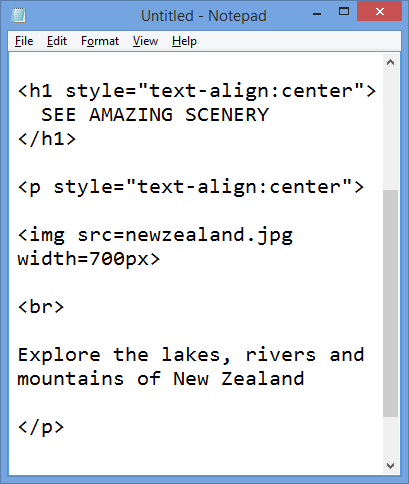 Untitled - Notepad
File Edit Format View Help
<h1 style="text-align:center">
SEE AMAZING SCENERY
</h1>
<p style="text-align:center">
<img src=newzealand.jpg
width=700px>
<br>
Explore the lakes, rivers and
mountains of New Zealand
</p>